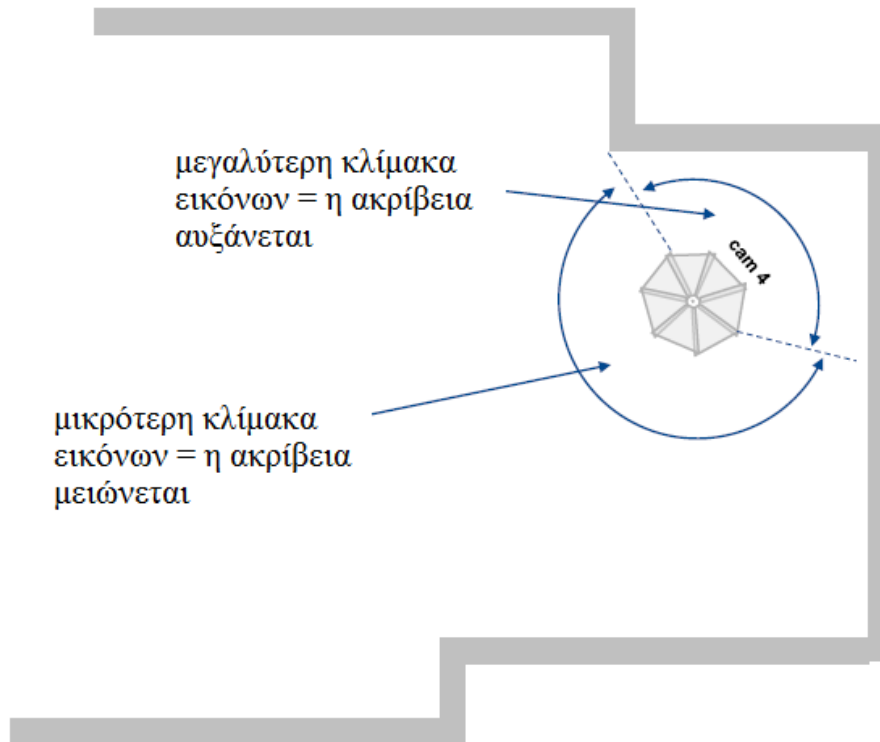 μεγαλύτερη κλίμακα
εικόνων = η ακρίβεια
αυξάνεται
cam 4
μικρότερη κλίμακα
εικόνων = η ακρίβεια
μειώνεται